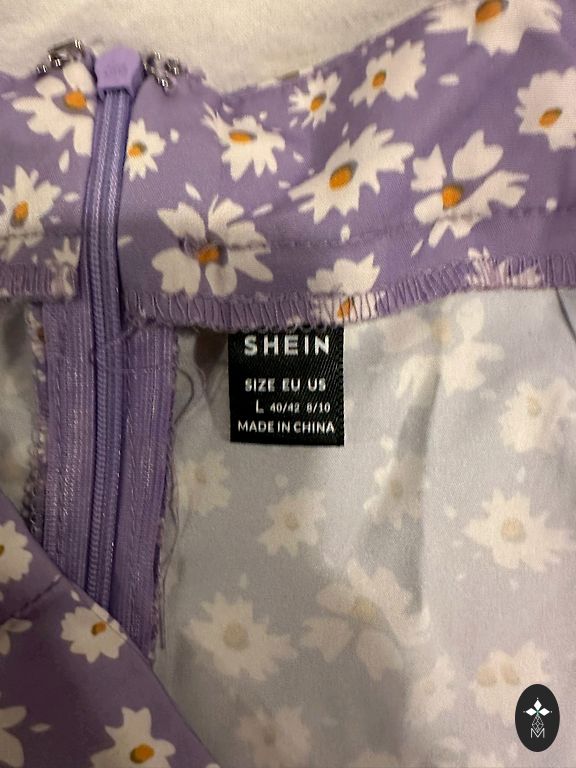 SHEIN
SIZE EU US
L 40/42 8/10
MADE IN CHINA
M